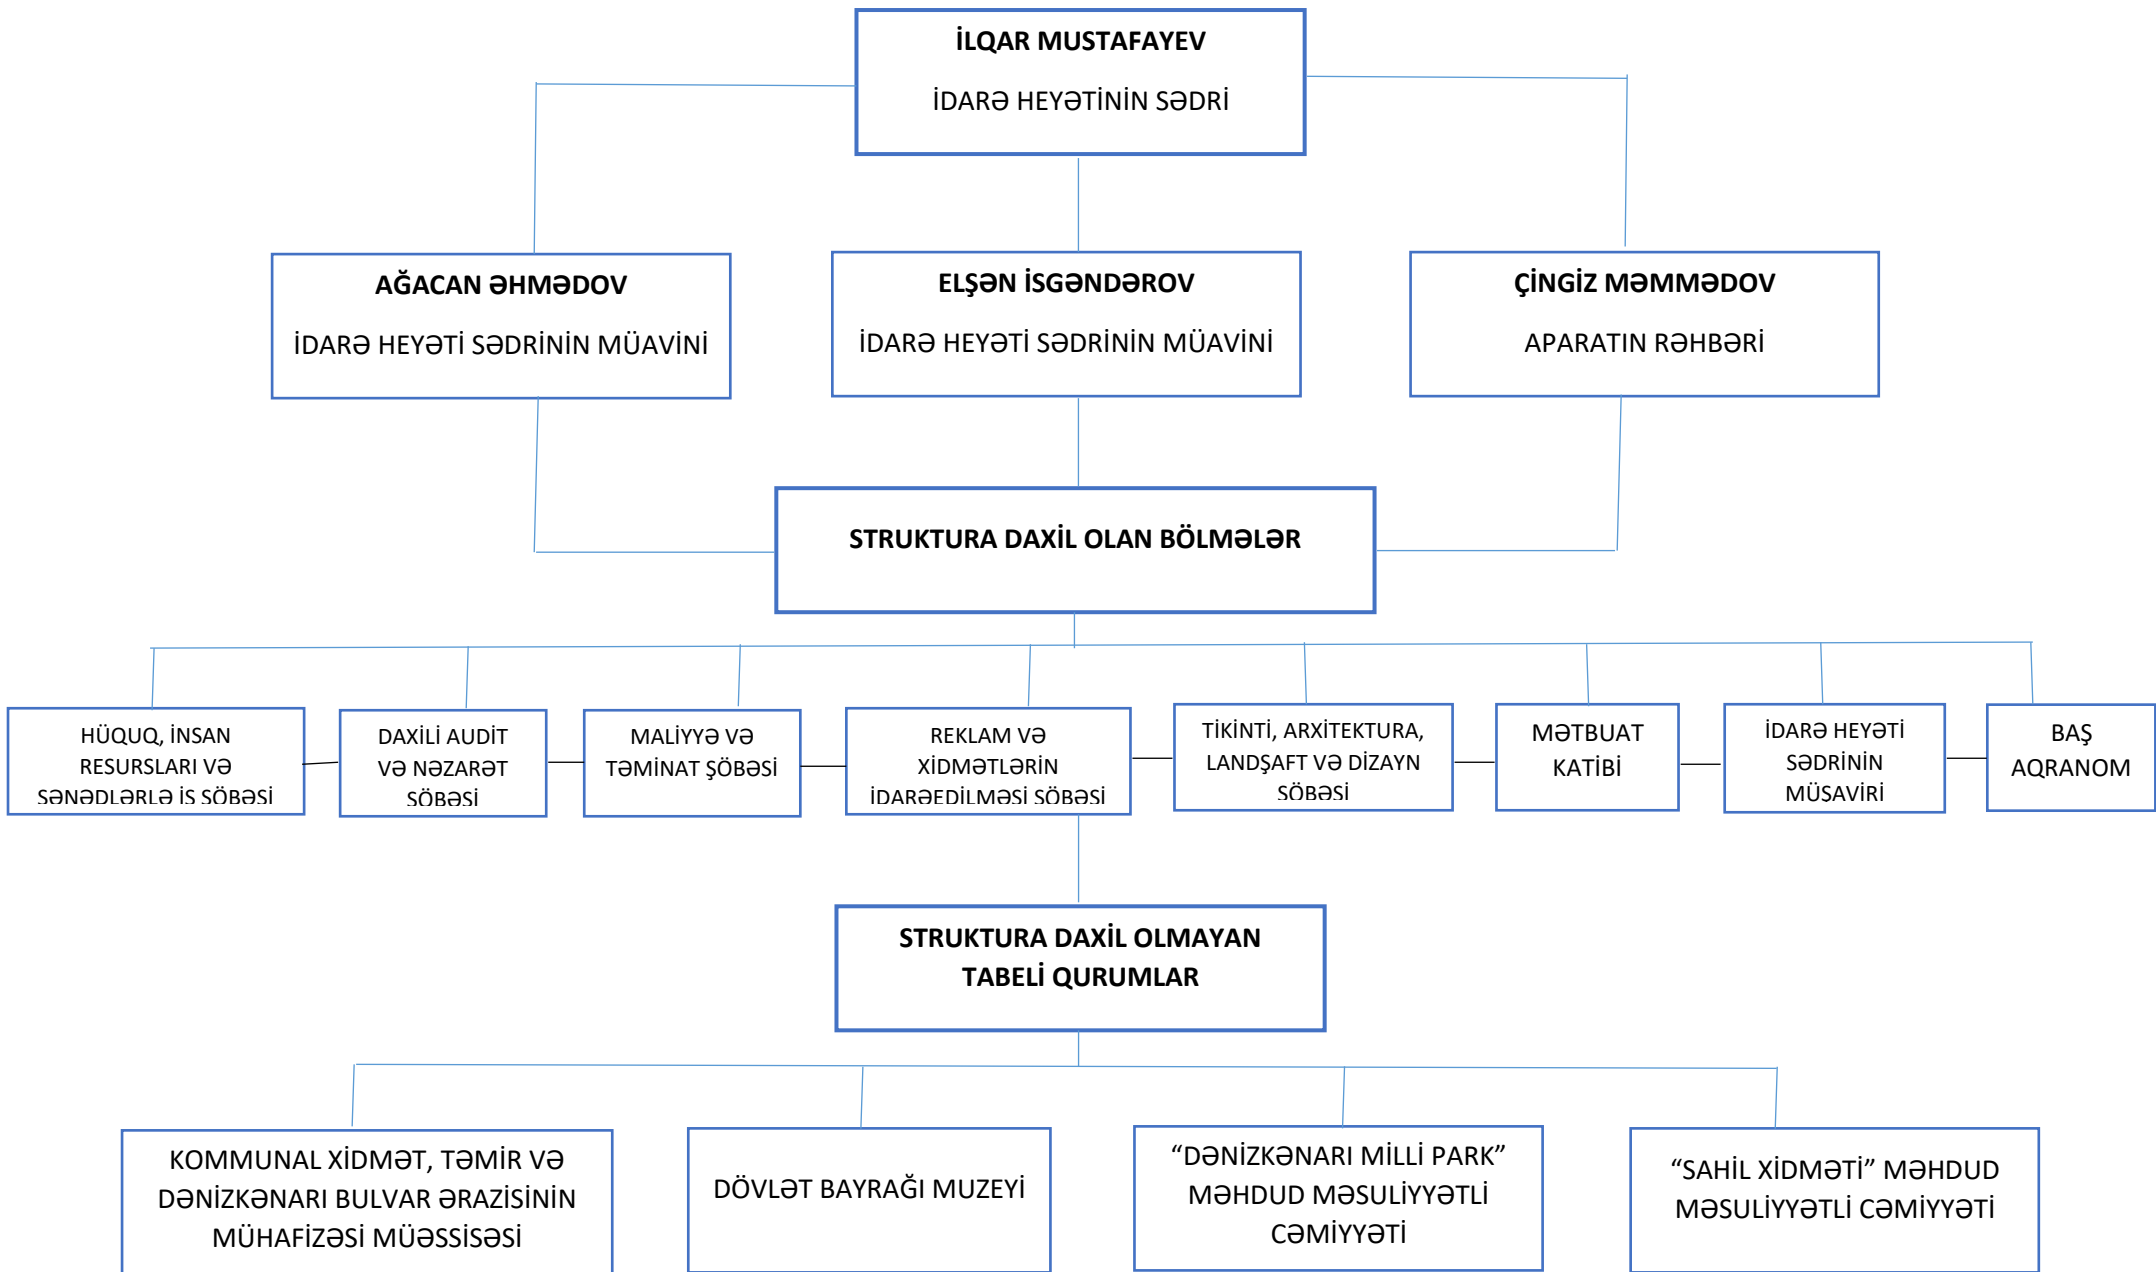 İLQAR MUSTAFAYEV
İDARƏ HEYƏTİNİN SƏDRİ
AĞACAN ƏHMƏDOV
İDARƏ HEYƏTİ SƏDRİNİN MÜAVİNİ
ELŞƏN İSGƏNDƏROV
İDARƏ HEYƏTİ SƏDRİNİN MÜAVİNİ
ÇİNGİZ MƏMMƏDOV
APARATIN RƏHBƏRİ
STRUKTURA DAXİL OLAN BÖLMƏLƏR
HÜQUQ, İNSAN
RESURSLARI VƏ
SƏNƏDLƏRLƏ İŞ ŞÖBƏSİ
DAXİLİ AUDİT
VƏ NƏZARƏT
ŞÖBƏSİ
MALİYYƏ VƏ
TƏMİNAT ŞÖBƏSİ
REKLAM VƏ
XİDMƏTLƏRİN
İDARƏEDİLMƏSİ ŞÖBƏSİ
TİKİNTİ, ARXİTEKTURA,
LANDŞAFT VƏ DİZAYN
ŞÖBƏSİ
MƏTBUAT
KATİBİ
İDARƏ HEYƏTİ
SƏDRİNİN
MÜŞAVİRİ
BAŞ
AQRANOM
STRUKTURA DAXİL OLMAYAN
TABELİ QURUMLAR
KOMMUNAL XİDMƏT, TƏMİR VƏ
DƏNİZKƏNARI BULVAR ƏRAZİSİNİN
MÜHAFİZƏSİ MÜƏSSİSƏSİ
DÖVLƏT BAYRAĞI MUZEYİ
“DƏNİZKƏNARI MİLLİ PARK”
MƏHDUD MƏSULİYYƏTLİ
CƏMİYYƏTİ
“SAHİL XİDMƏTİ” MƏHDUD
MƏSULİYYƏTLİ CƏMİYYƏTİ